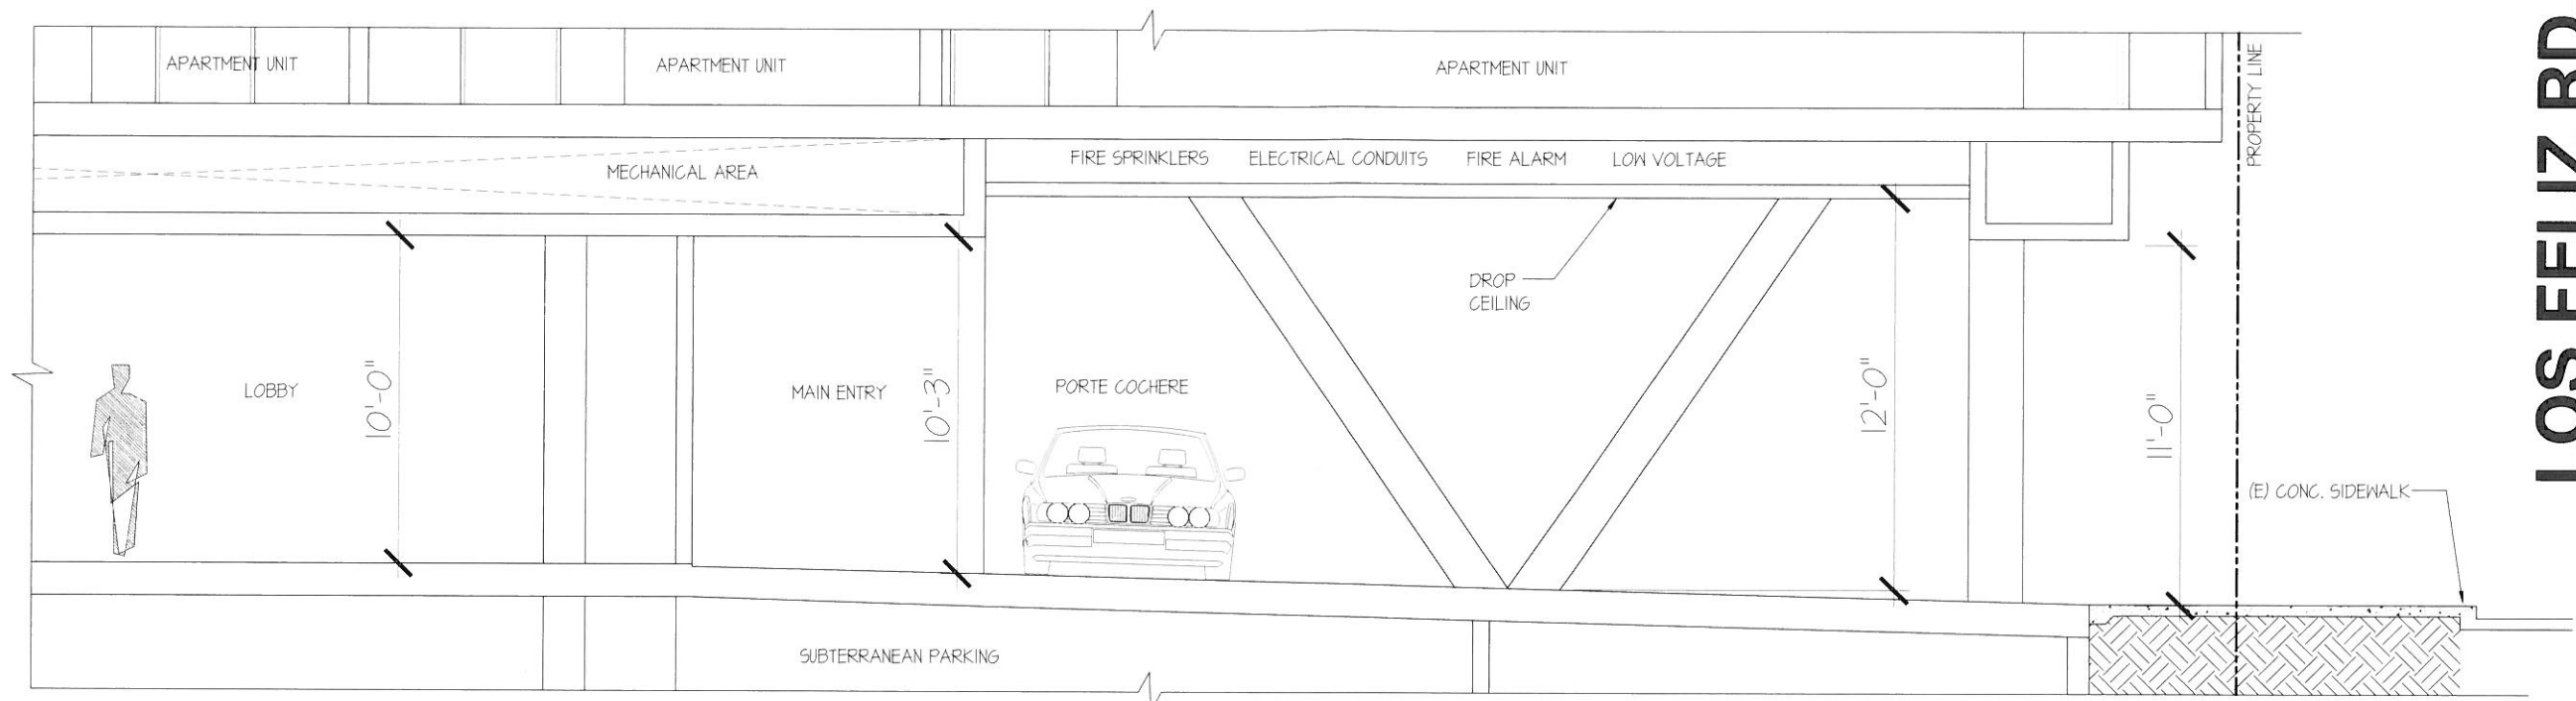 APARTMENT UNIT
APARTMENT UNIT
APARTMENT UNIT
PROPERTY LINE
MECHANICAL AREA
FIRE SPRINKLERS
ELECTRICAL CONDUITS
FIRE ALARM
LOW VOLTAGE
DROP
CEILING
LOBBY
10'-0"
MAIN ENTRY
10'-3"
PORTE COCHERE
12'-0"
11'-0"
(E) CONC. SIDEWALK
SUBTERRANEAN PARKING
LOS FELIZ BD